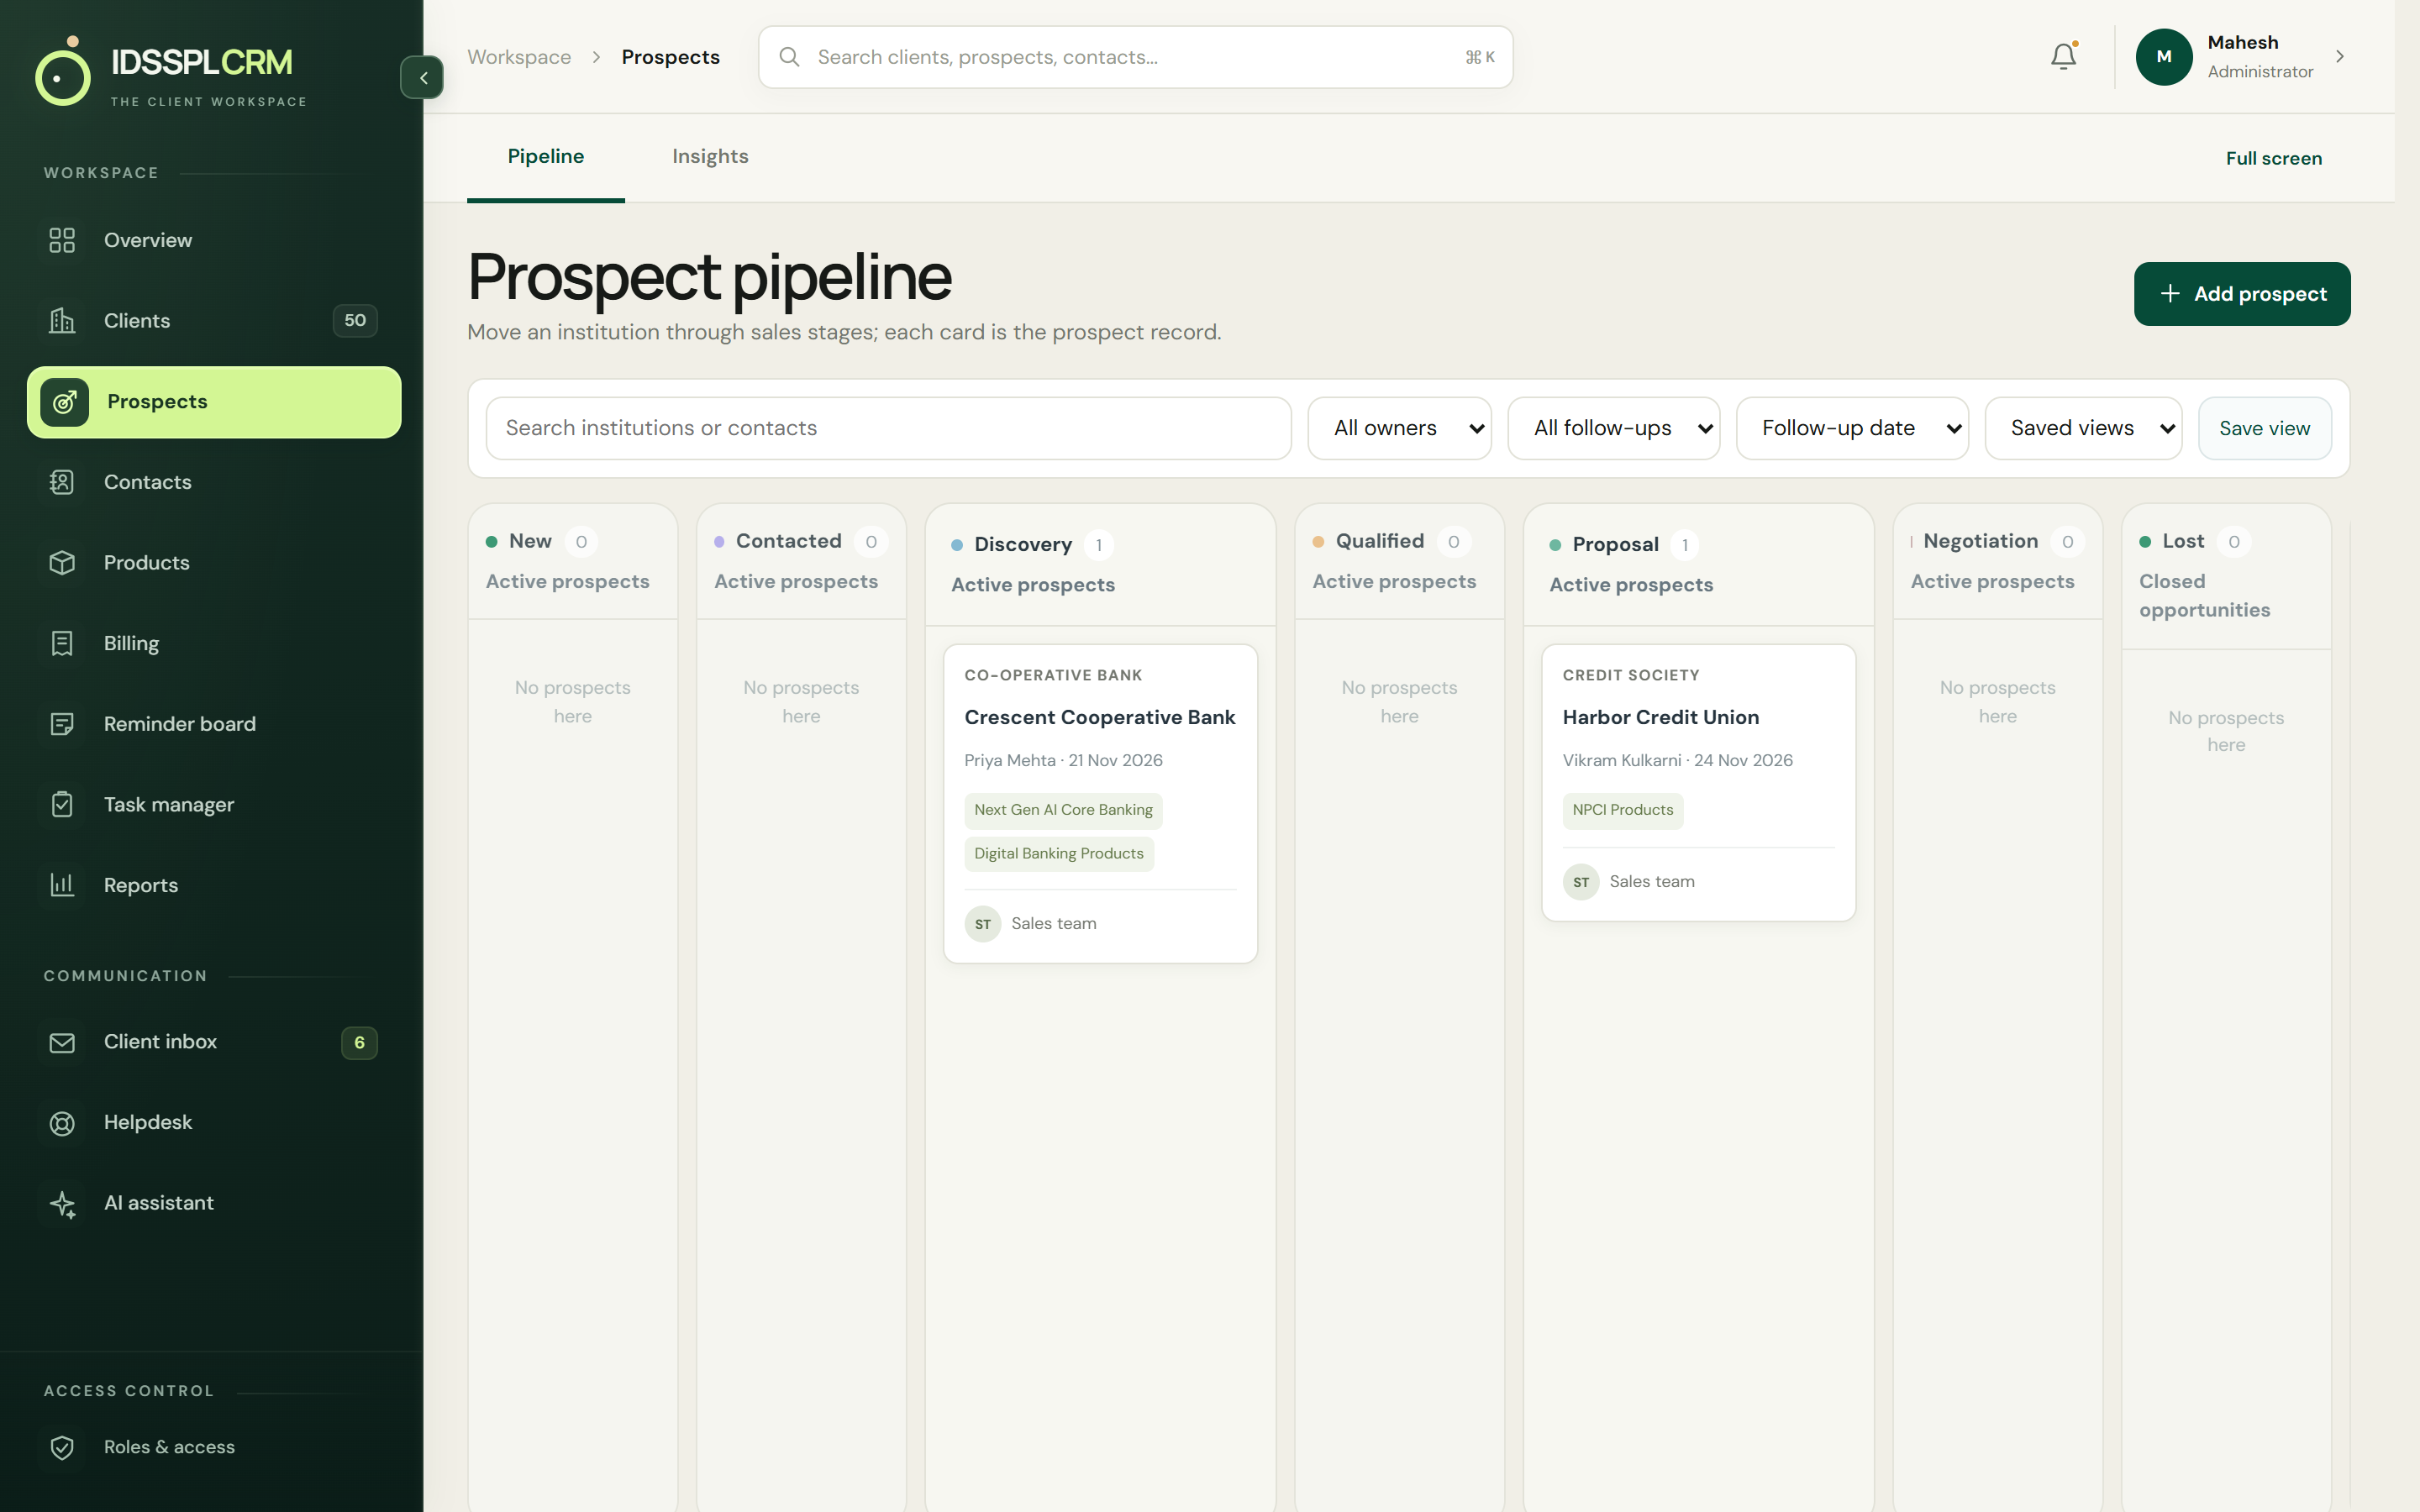 IDSSPLCRM
THE CLIENT WORKSPACE
WORKSPACE
Overview
Clients 50
Prospects
Contacts
Products
Billing
Reminder board
Task manager
Reports
COMMUNICATION
Client inbox 6
Helpdesk
AI assistant
ACCESS CONTROL
Roles & access
Workspace > Prospects
Search clients, prospects, contacts... ⌘ K
M
Mahesh
Administrator
Pipeline Insights
Full screen
Prospect pipeline
Move an institution through sales stages; each card is the prospect record.
+ Add prospect
Search institutions or contacts
All owners
All follow-ups
Follow-up date
Saved views
Save view
New 0
Active prospects
No prospects
here
Contacted 0
Active prospects
No prospects
here
Discovery 1
Active prospects
CO-OPERATIVE BANK
Crescent Cooperative Bank
Priya Mehta · 21 Nov 2026
Next Gen AI Core Banking
Digital Banking Products
ST Sales team
Qualified 0
Active prospects
No prospects
here
Proposal 1
Active prospects
CREDIT SOCIETY
Harbor Credit Union
Vikram Kulkarni · 24 Nov 2026
NPCI Products
ST Sales team
Negotiation 0
Active prospects
No prospects
here
Lost 0
Closed
opportunities
No prospects
here